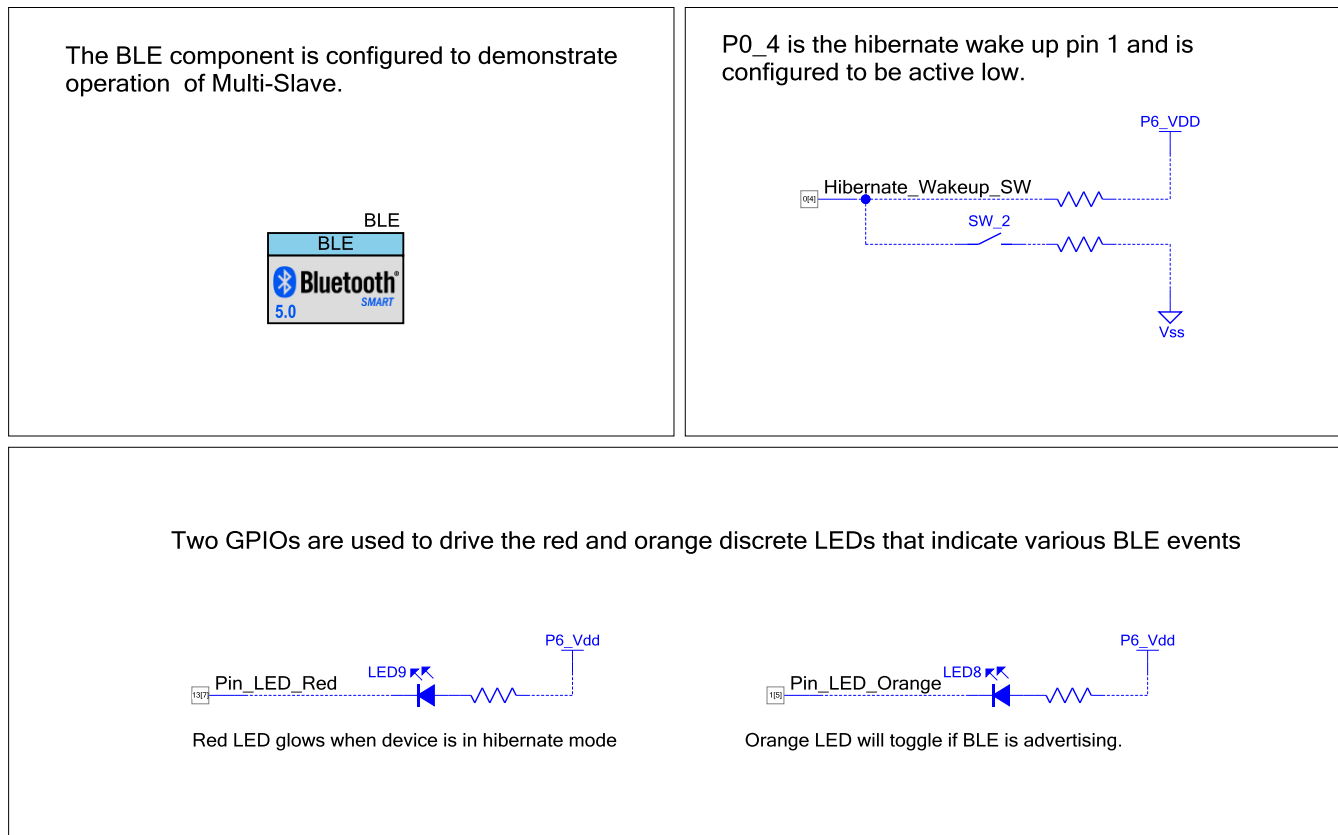 The BLE component is configured to demonstrate
operation  of Multi-Slave.
BLE
BLE
Bluetooth®
SMART
5.0
P0_4 is the hibernate wake up pin 1 and is
configured to be active low.
P6_VDD
0[4]
Hibernate_Wakeup_SW
SW_2
Vss
Two GPIOs are used to drive the red and orange discrete LEDs that indicate various BLE events
P6_Vdd
LED9
13[7]
Pin_LED_Red
Red LED glows when device is in hibernate mode
P6_Vdd
LED8
1[5]
Pin_LED_Orange
Orange LED will toggle if BLE is advertising.